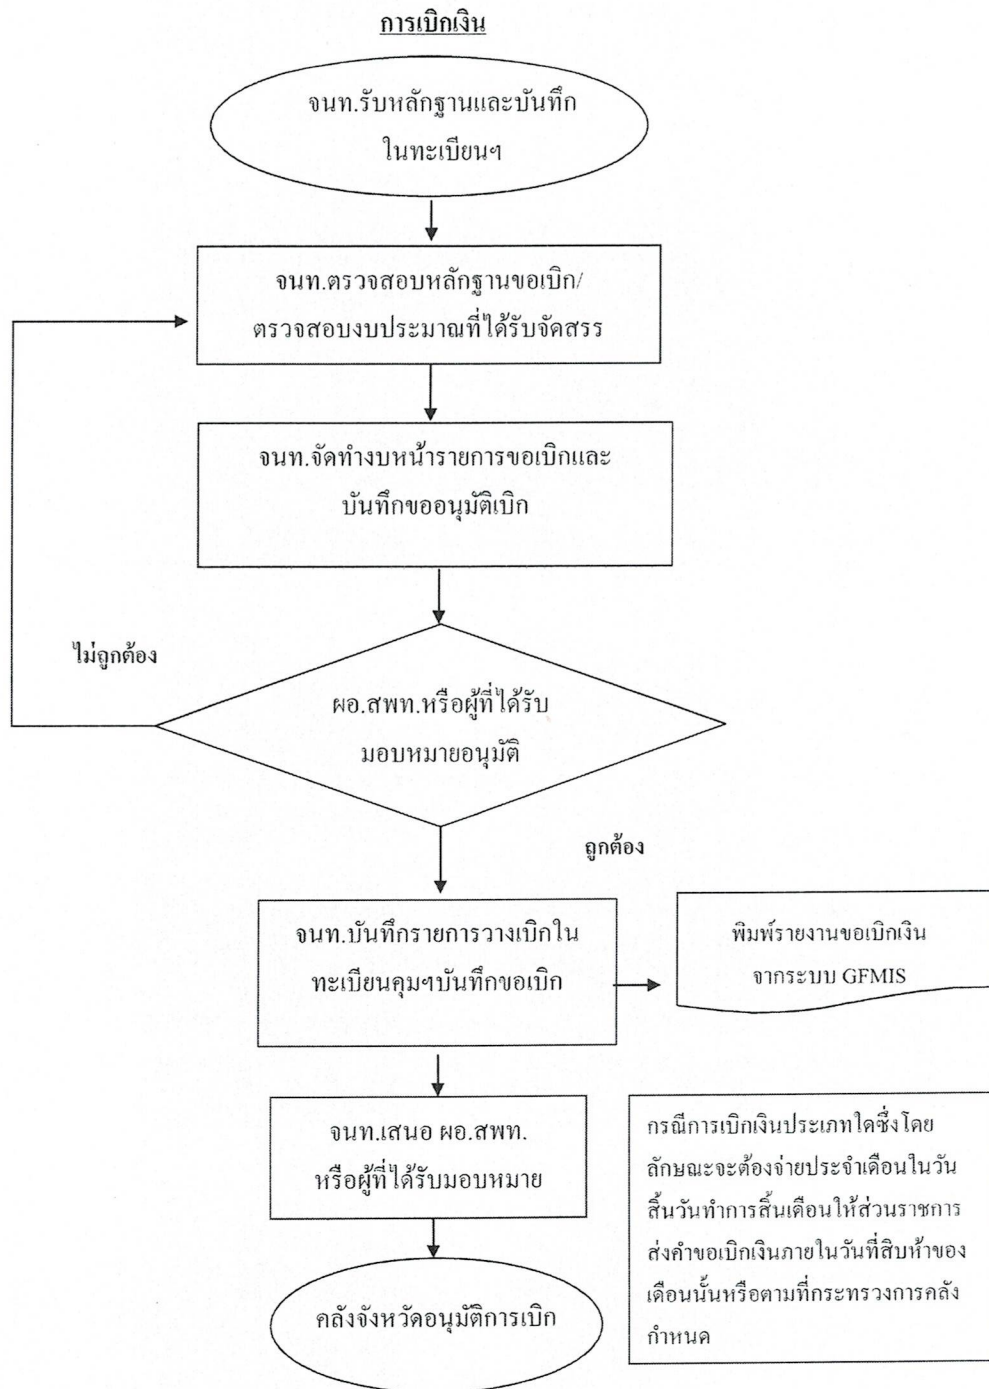 การเบิกเงิน
จนท.รับหลักฐานและบันทึก
ในทะเบียนฯ
จนท.ตรวจสอบหลักฐานขอเบิก/
ตรวจสอบงบประมาณที่ได้รับจัดสรร
จนท.จัดทำงบหน้ารายการขอเบิกและ
บันทึกขออนุมัติเบิก
ไม่ถูกต้อง
ผอ.สพท.หรือผู้ที่ได้รับ
มอบหมายอนุมัติ
ถูกต้อง
จนท.บันทึกรายการวางเบิกใน
ทะเบียนคุมฯบันทึกขอเบิก
พิมพ์รายงานขอเบิกเงิน
จากระบบ GFMIS
จนท.เสนอ ผอ.สพท.
หรือผู้ที่ได้รับมอบหมาย
กรณีการเบิกเงินประเภทใดซึ่งโดย
ลักษณะจะต้องจ่ายประจำเดือนในวัน
สิ้นวันทำการสิ้นเดือนให้ส่วนราชการ
ส่งคำขอเบิกเงินภายในวันที่สิบห้าของ
เดือนนั้นหรือตามที่กระทรวงการคลัง
กำหนด
คลังจังหวัดอนุมัติการเบิก